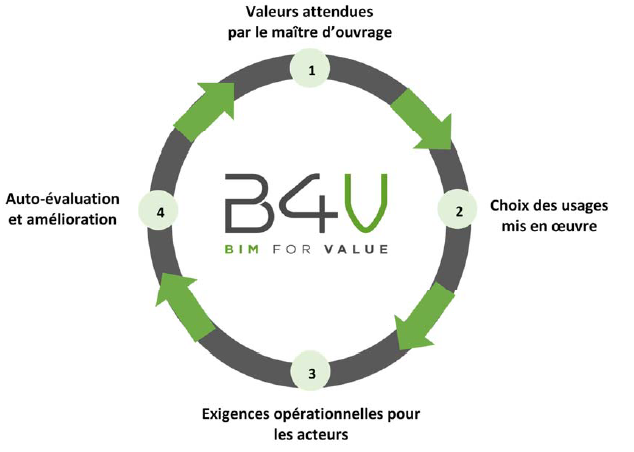 Valeurs attendues
par le maître d’ouvrage
1
Auto-évaluation
et amélioration
4
B4V
BIM FOR VALUE
2
Choix des usages
mis en œuvre
3
Exigences opérationnelles pour
les acteurs